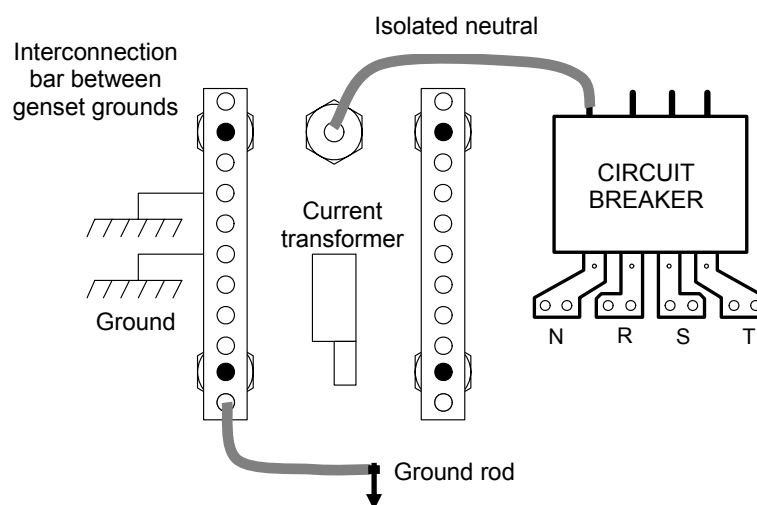 Isolated neutral
Interconnection
bar between
genset grounds
CIRCUIT
BREAKER
Current
transformer
Ground
N R S T
Ground rod